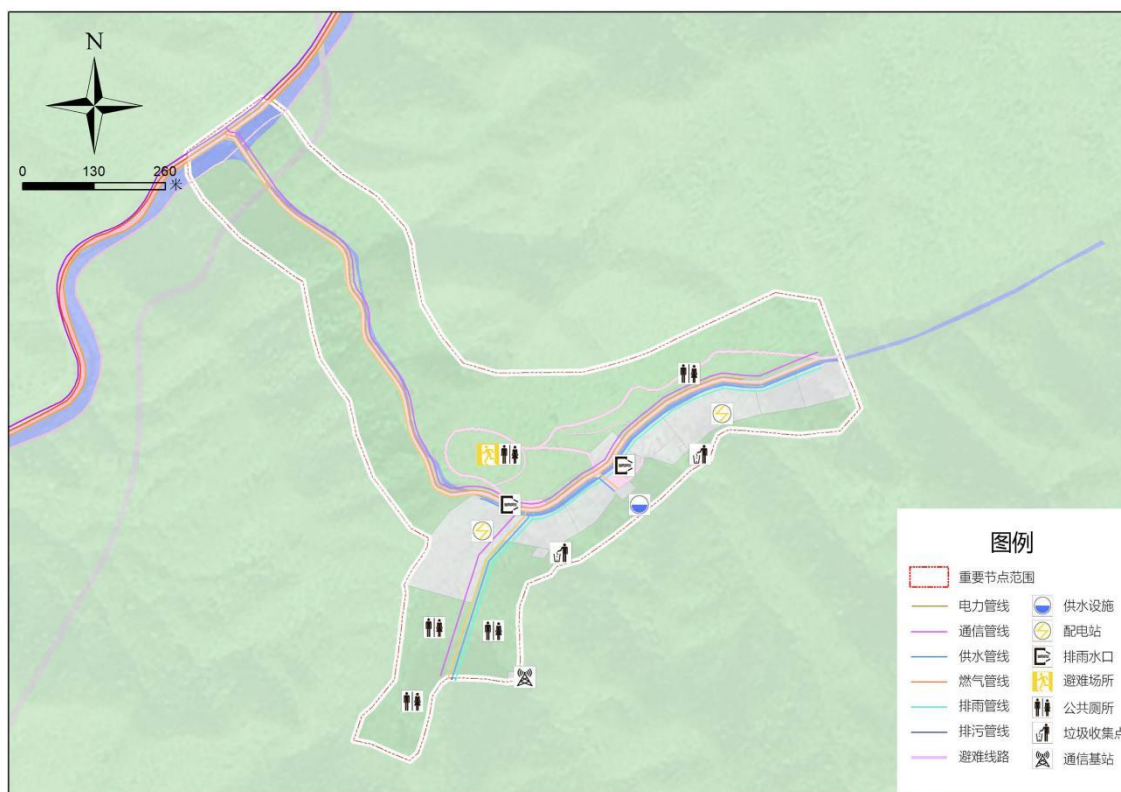 N
0 130 260
米
图例
重要节点范围
电力管线 供水设施
通信管线 配电站
供水管线 排雨水口
燃气管线 避难场所
排雨管线 公共厕所
排污管线 垃圾收集点
避难线路 通信基站